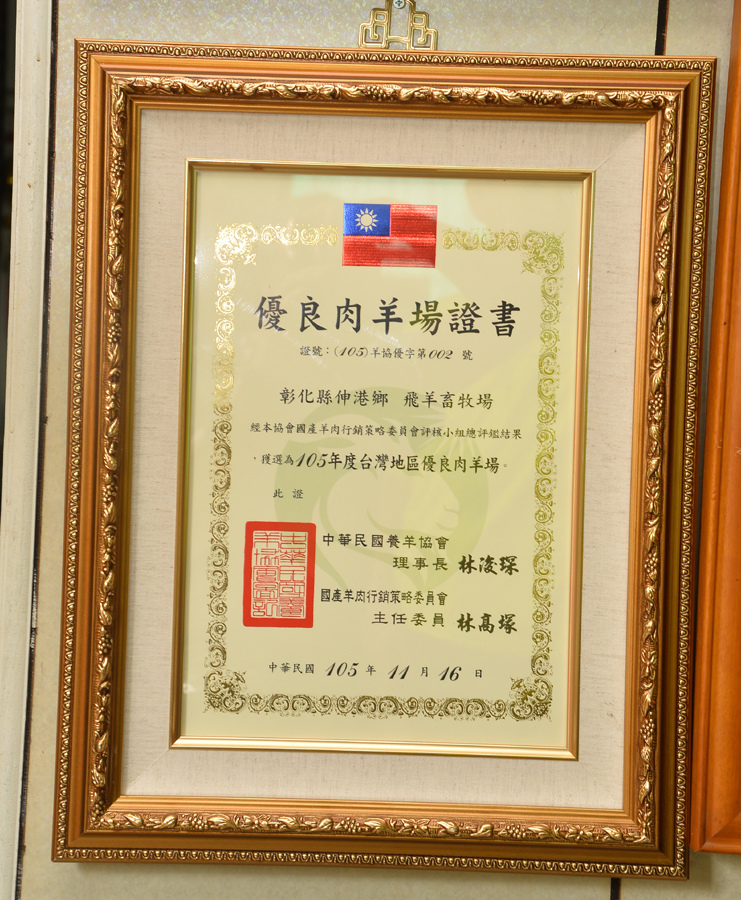 優良肉羊場證書
證號：(105)羊協優字第002 號
彰化縣伸港鄉 飛羊畜牧場
經本協會國產羊肉行銷策略委員會評核小組總評鑑結果
，獲選為105年度台灣地區優良肉羊場。
此 證
中華民國養羊協會
理事長 林浚琛
國產羊肉行銷策略委員會
主任委員 林高塚
中華民國 105 年 11 月 16 日